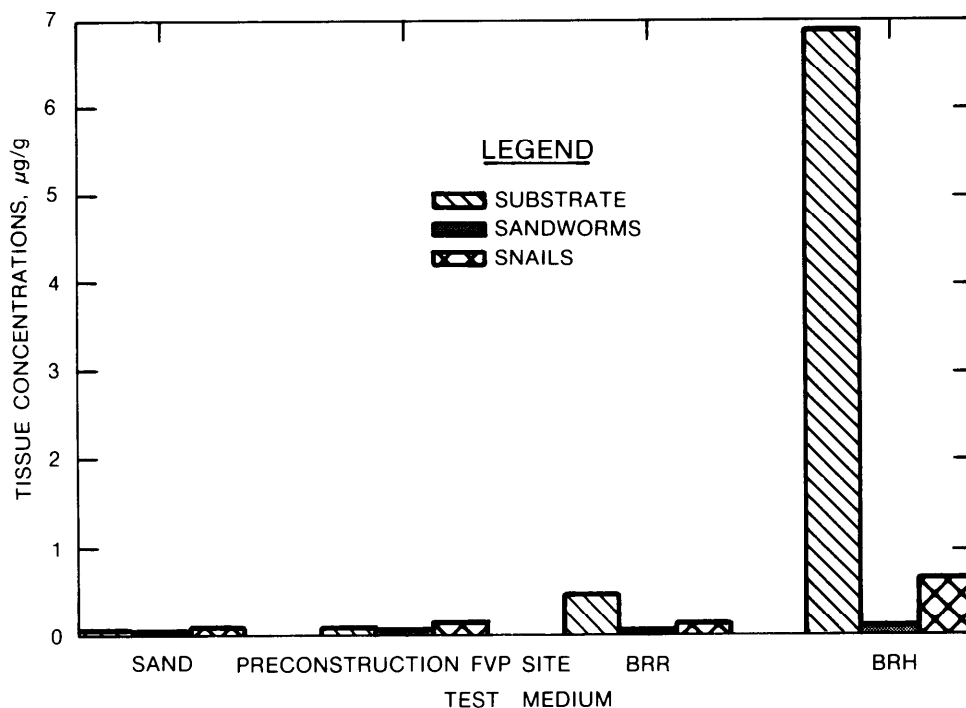 7
6
5
4
3
2
1
0
TISSUE CONCENTRATIONS, µg/g
LEGEND
SUBSTRATE
SANDWORMS
SNAILS
SAND PRECONSTRUCTION FVP SITE BRR BRH
TEST MEDIUM